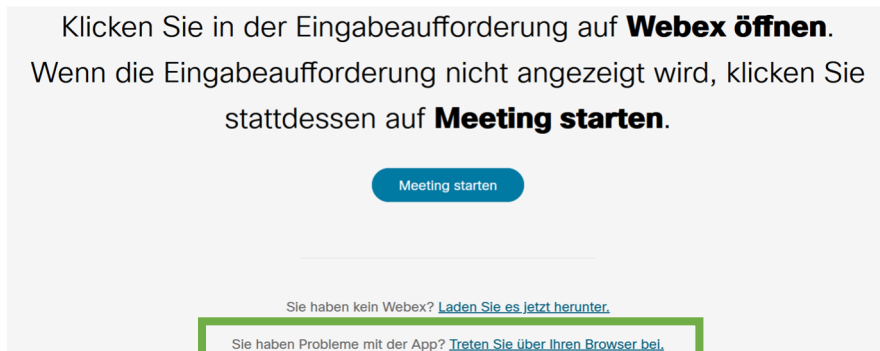 Klicken Sie in der Eingabeaufforderung auf Webex öffnen.
Wenn die Eingabeaufforderung nicht angezeigt wird, klicken Sie
stattdessen auf Meeting starten.
Meeting starten
Sie haben kein Webex? Laden Sie es jetzt herunter.
Sie haben Probleme mit der App? Treten Sie über Ihren Browser bei.